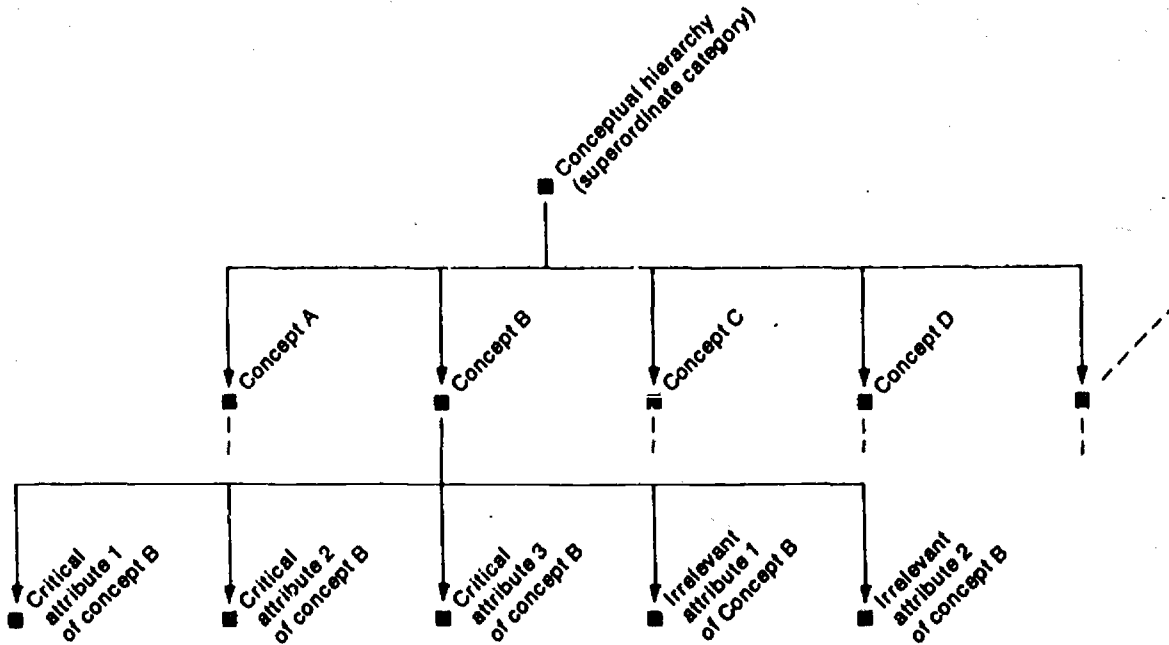 Conceptual hierarchy
(superordinate category)
Concept A
Concept B
Concept C
Concept D
Critical
attribute 1
of concept B
Critical
attribute 2
of concept B
Critical
attribute 3
of concept B
Irrelevant
attribute 1
of Concept B
Irrelevant
attribute 2
of concept B